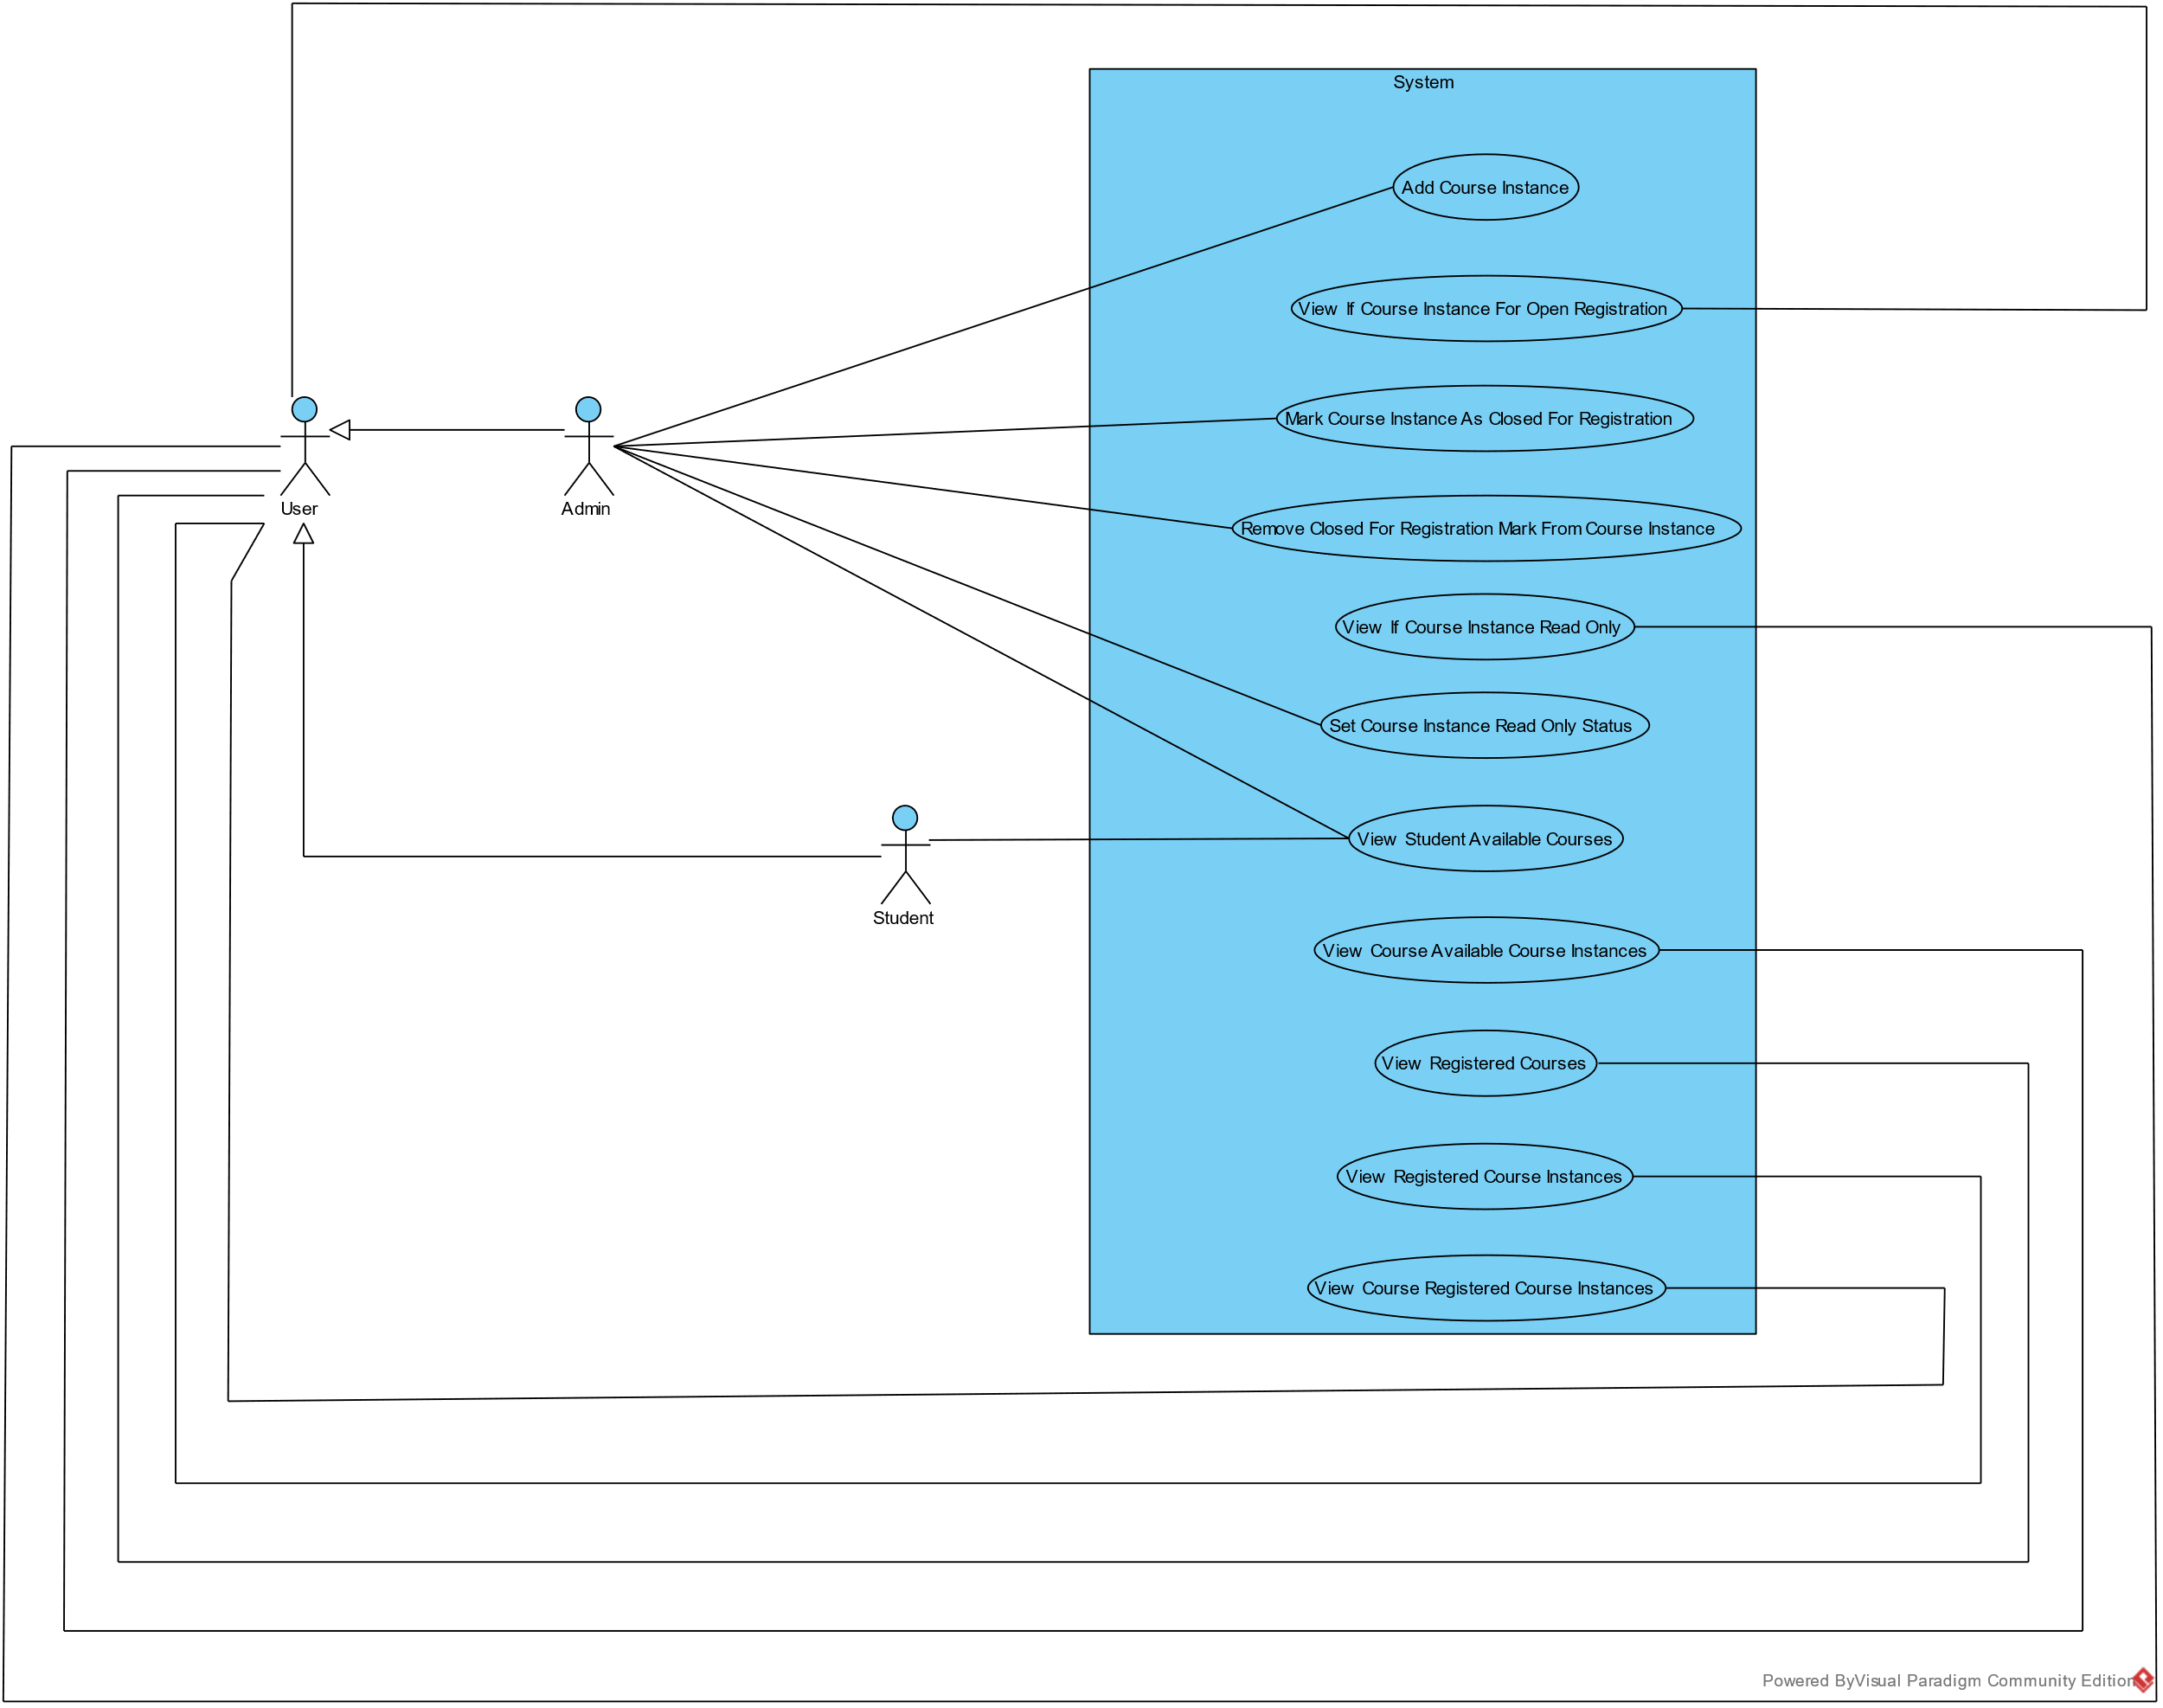 System
Add Course Instance
View If Course Instance For Open Registration
Mark Course Instance As Closed For Registration
User
Admin
Remove Closed For Registration Mark From Course Instance
View If Course Instance Read Only
Set Course Instance Read Only Status
View Student Available Courses
Student
View Course Available Course Instances
View Registered Courses
View Registered Course Instances
View Course Registered Course Instances
Powered ByVisual Paradigm Community Edition